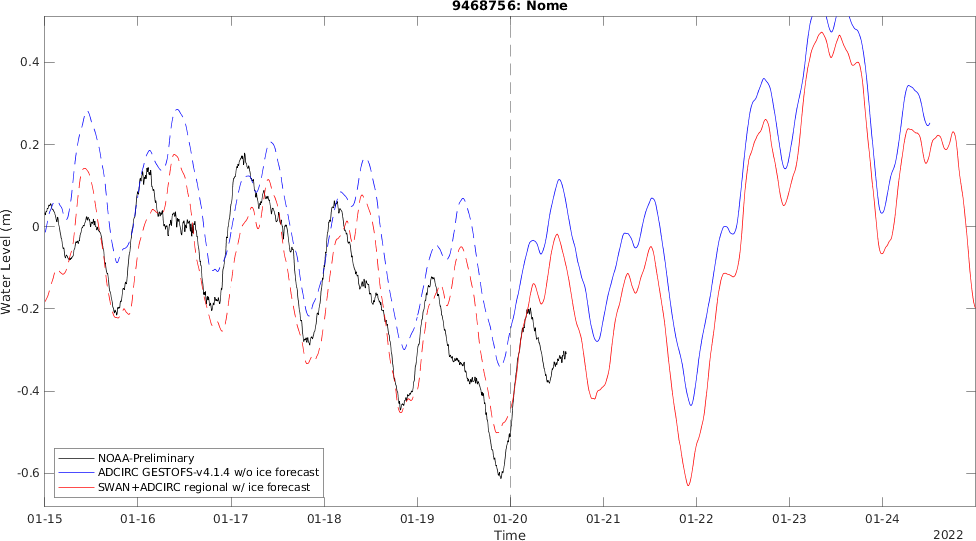 9468756: Nome
Water Level (m)
0.4
0.2
0
-0.2
-0.4
-0.6
NOAA-Preliminary
ADCIRC GESTOFS-v4.1.4 w/o ice forecast
SWAN+ADCIRC regional w/ ice forecast
01-15 01-16 01-17 01-18 01-19 01-20 01-21 01-22 01-23 01-24
Time
2022